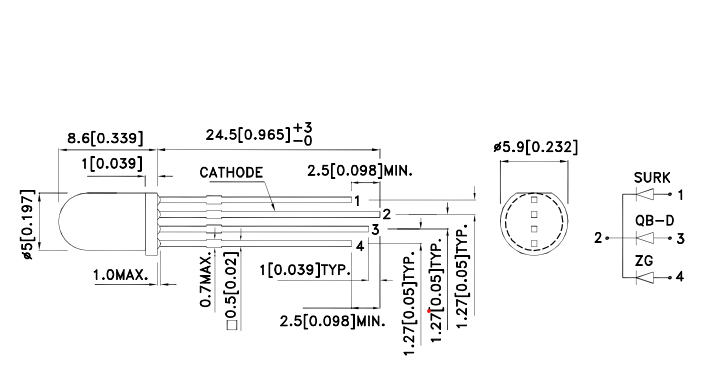 8.6[0.339]
24.5[0.965]+3 −0
1[0.039]
CATHODE
2.5[0.098]MIN.
ø5.9[0.232]
ø5[0.197]
1
2
3
4
1.0MAX.
0.7MAX.
□0.5[0.02]
1[0.039]TYP.
2.5[0.098]MIN.
1.27[0.05]TYP.
1.27[0.05]TYP.
1.27[0.05]TYP.
SURK
1
QB-D
2
3
ZG
4